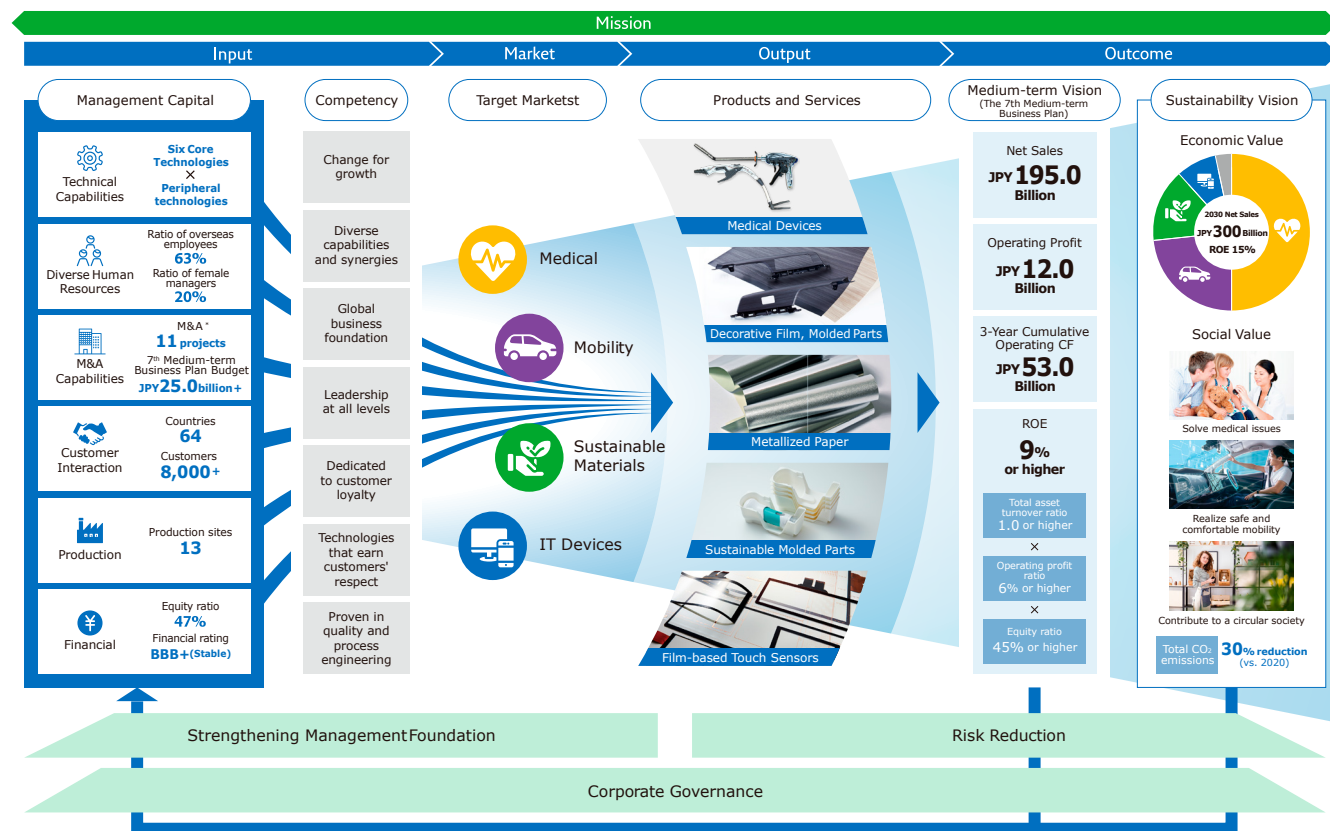 Mission
Input
Market
Output
Outcome
Management Capital
Competency
Target Marketst
Products and Services
Medium-term Vision
(The 7th Medium-term
Business Plan)
Sustainability Vision
Technical
Capabilities
Six Core
Technologies
×
Peripheral
technologies
Diverse Human
Resources
Ratio of overseas
employees
63%
Ratio of female
managers
20%
M&A
Capabilities
M&A *
11 projects
7th Medium-term
Business Plan Budget
JPY25.0billion+
Customer
Interaction
Countries
64
Customers
8,000+
Production
Production sites
13
Financial
Equity ratio
47%
Financial rating
BBB+(Stable)
Change for
growth
Diverse
capabilities
and synergies
Global
business
foundation
Leadership
at all levels
Dedicated
to customer
loyalty
Technologies
that earn
customers'
respect
Proven in
quality and
process
engineering
Medical
Mobility
Sustainable
Materials
IT Devices
Medical Devices
Decorative Film, Molded Parts
Metallized Paper
Sustainable Molded Parts
Film-based Touch Sensors
Net Sales
JPY 195.0
Billion
Operating Profit
JPY 12.0
Billion
3-Year Cumulative
Operating CF
JPY 53.0
Billion
ROE
9%
or higher
Total asset
turnover ratio
1.0 or higher
×
Operating profit
ratio
6% or higher
×
Equity ratio
45% or higher
Economic Value
2030 Net Sales
JPY 300 Billion
ROE 15%
Social Value
Solve medical issues
Realize safe and
comfortable mobility
Contribute to a circular society
Total CO₂
emissions
30% reduction
(vs. 2020)
Strengthening Management Foundation
Risk Reduction
Corporate Governance